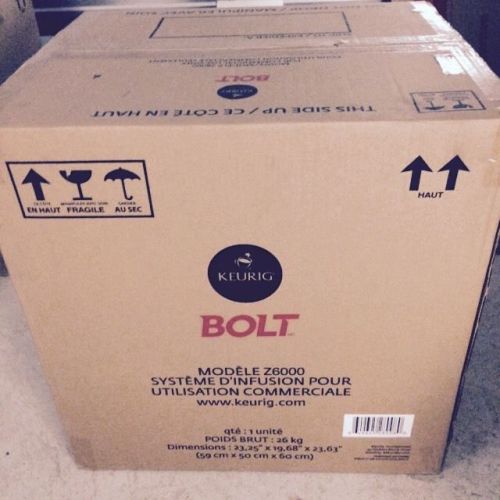 THIS SIDE UP / CE CÔTÉ EN HAUT
KEURIG
BOLT
EN HAUT FRAGILE AU SEC
HAUT
KEURIG
BOLT
MODÈLE Z6000
SYSTÈME D'INFUSION POUR
UTILISATION COMMERCIALE
www.keurig.com
qté : 1 unité
POIDS BRUT : 26 kg
Dimensions : 23,25" x 19,68" x 23,63"
(59 cm x 50 cm x 60 cm)